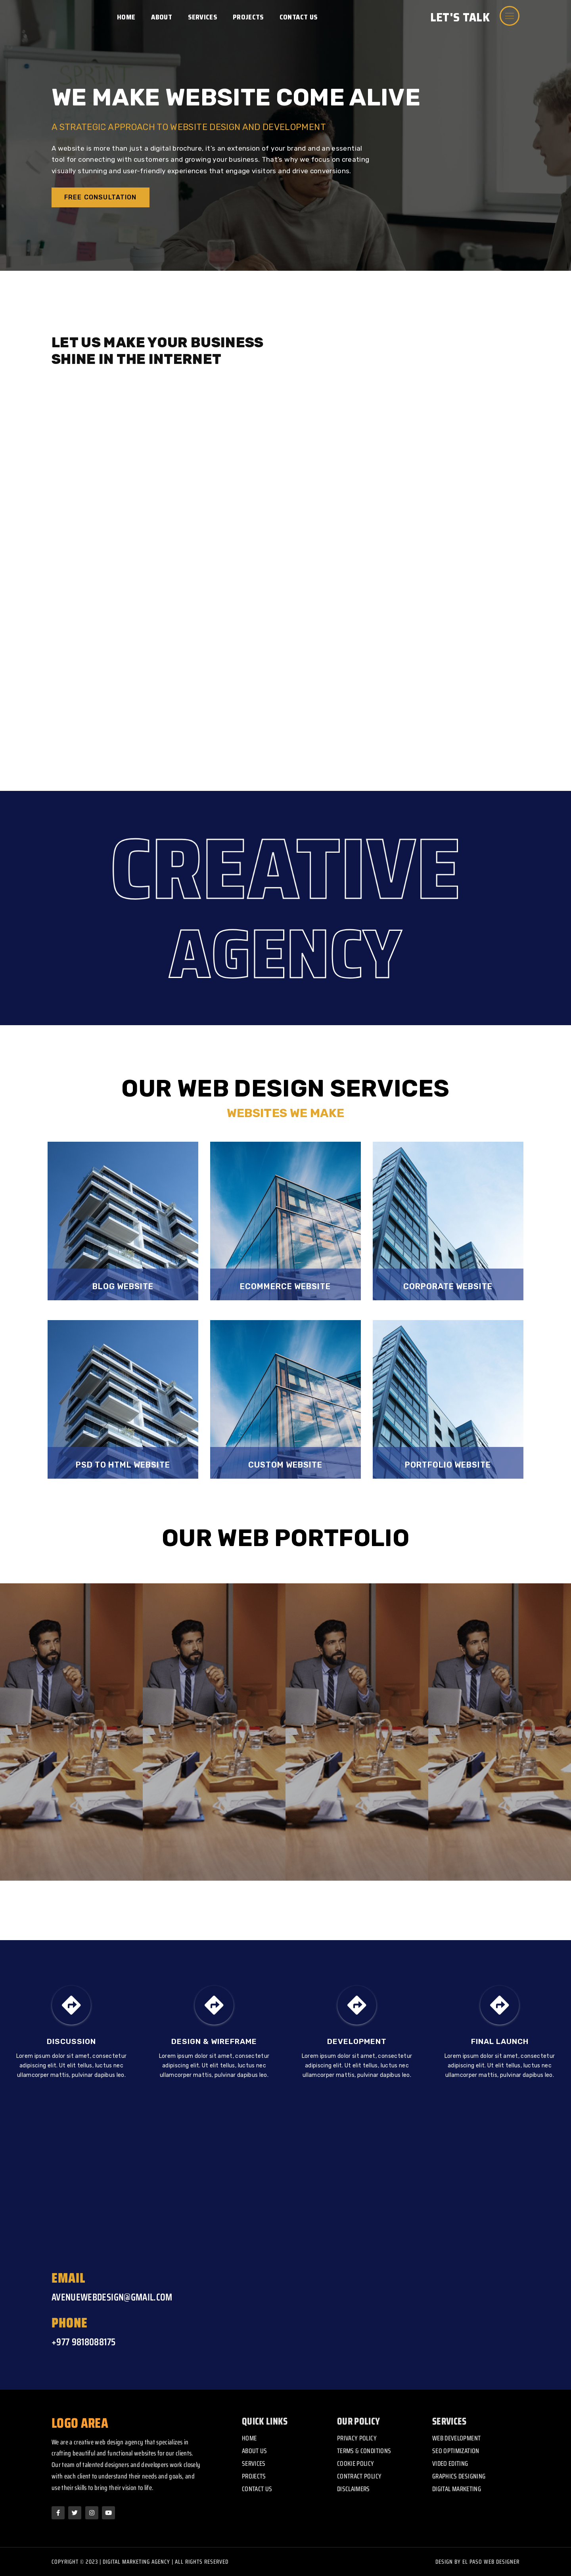 HOME ABOUT SERVICES PROJECTS CONTACT US
LET'S TALK
WE MAKE WEBSITE COME ALIVE
A STRATEGIC APPROACH TO WEBSITE DESIGN AND DEVELOPMENT
A website is more than just a digital brochure, it's an extension of your brand and an essential
tool for connecting with customers and growing your business. That's why we focus on creating
visually stunning and user-friendly experiences that engage visitors and drive conversions.
FREE CONSULTATION
LET US MAKE YOUR BUSINESS
SHINE IN THE INTERNET
CREATIVE
AGENCY
OUR WEB DESIGN SERVICES
WEBSITES WE MAKE
BLOG WEBSITE
ECOMMERCE WEBSITE
CORPORATE WEBSITE
PSD TO HTML WEBSITE
CUSTOM WEBSITE
PORTFOLIO WEBSITE
OUR WEB PORTFOLIO
DISCUSSION
Lorem ipsum dolor sit amet, consectetur
adipiscing elit. Ut elit tellus, luctus nec
ullamcorper mattis, pulvinar dapibus leo.
DESIGN & WIREFRAME
Lorem ipsum dolor sit amet, consectetur
adipiscing elit. Ut elit tellus, luctus nec
ullamcorper mattis, pulvinar dapibus leo.
DEVELOPMENT
Lorem ipsum dolor sit amet, consectetur
adipiscing elit. Ut elit tellus, luctus nec
ullamcorper mattis, pulvinar dapibus leo.
FINAL LAUNCH
Lorem ipsum dolor sit amet, consectetur
adipiscing elit. Ut elit tellus, luctus nec
ullamcorper mattis, pulvinar dapibus leo.
EMAIL
AVENUEWEBDESIGN@GMAIL.COM
PHONE
+977 9818088175
LOGO AREA
We are a creative web design agency that specializes in
crafting beautiful and functional websites for our clients.
Our team of talented designers and developers work closely
with each client to understand their needs and goals, and
use their skills to bring their vision to life.
QUICK LINKS
HOME
ABOUT US
SERVICES
PROJECTS
CONTACT US
OUR POLICY
PRIVACY POLICY
TERMS & CONDITIONS
COOKIE POLICY
CONTRACT POLICY
DISCLAIMERS
SERVICES
WEB DEVELOPMENT
SEO OPTIMIZATION
VIDEO EDITING
GRAPHICS DESIGNING
DIGITAL MARKETING
COPYRIGHT © 2023 | DIGITAL MARKETING AGENCY | ALL RIGHTS RESERVED
DESIGN BY EL PASO WEB DESIGNER